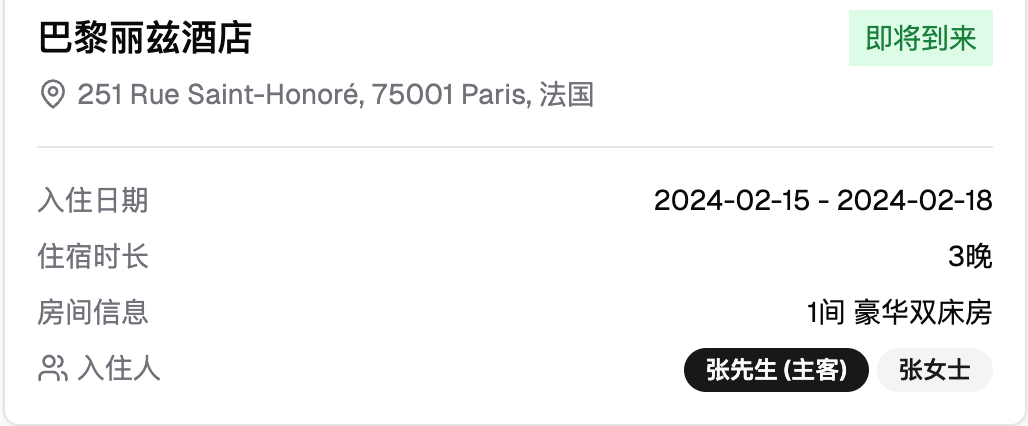 巴黎丽兹酒店
即将到来
251 Rue Saint-Honoré, 75001 Paris, 法国
入住日期 2024-02-15 - 2024-02-18
住宿时长 3晚
房间信息 1间 豪华双床房
入住人 张先生 (主客) 张女士